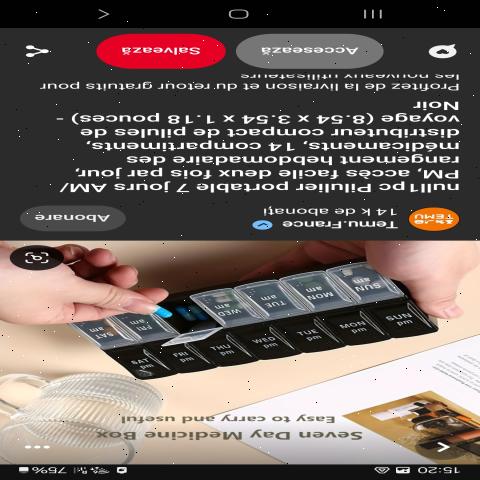 15:20
75%
Seven Day Medicine Box
Easy to carry and useful
SUN pm
MON pm
TUE pm
WED pm
THU pm
FRI pm
SAT pm
SUN am
MON am
TUE am
WED am
FRI am
SAT am
TEMU
Temu.France
14 k de abonați
Abonare
null1pc Pilulier portable 7 jours AM/
PM, accès facile deux fois par jour,
rangement hebdomadaire des
médicaments, 14 compartiments,
distributeur compact de pilules de
voyage (8.54 x 3.54 x 1.18 pouces) -
Noir
Profitez de la livraison et du retour gratuits pour
les nouveaux utilisateurs
Accesează
Salvează